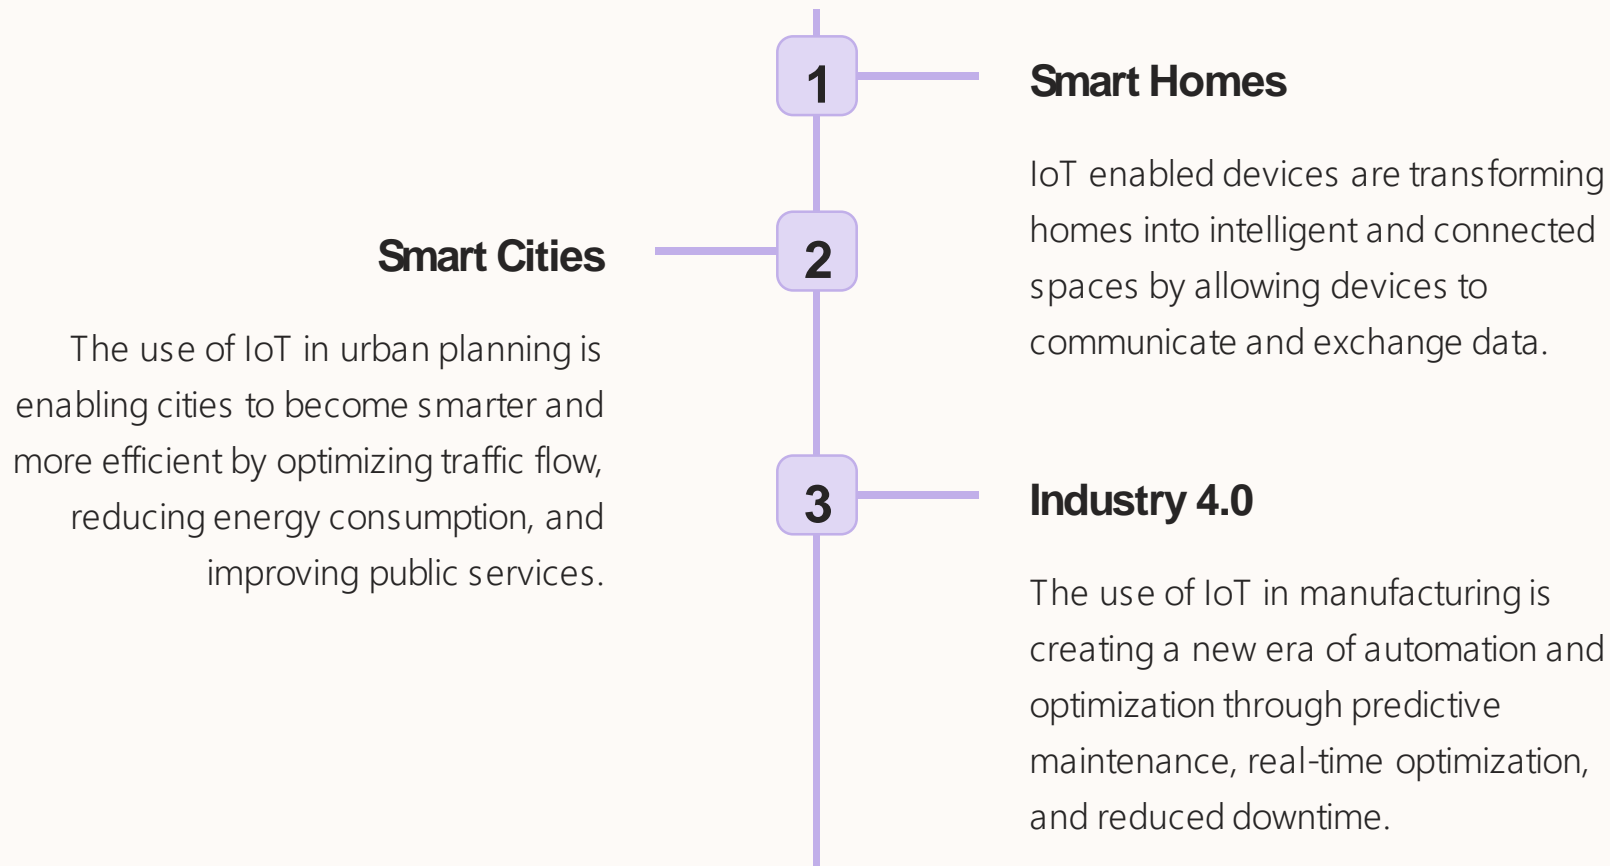 1
Smart Homes
IoT enabled devices are transforming
homes into intelligent and connected
spaces by allowing devices to
communicate and exchange data.
2
Smart Cities
The use of IoT in urban planning is
enabling cities to become smarter and
more efficient by optimizing traffic flow,
reducing energy consumption, and
improving public services.
3
Industry 4.0
The use of IoT in manufacturing is
creating a new era of automation and
optimization through predictive
maintenance, real-time optimization,
and reduced downtime.